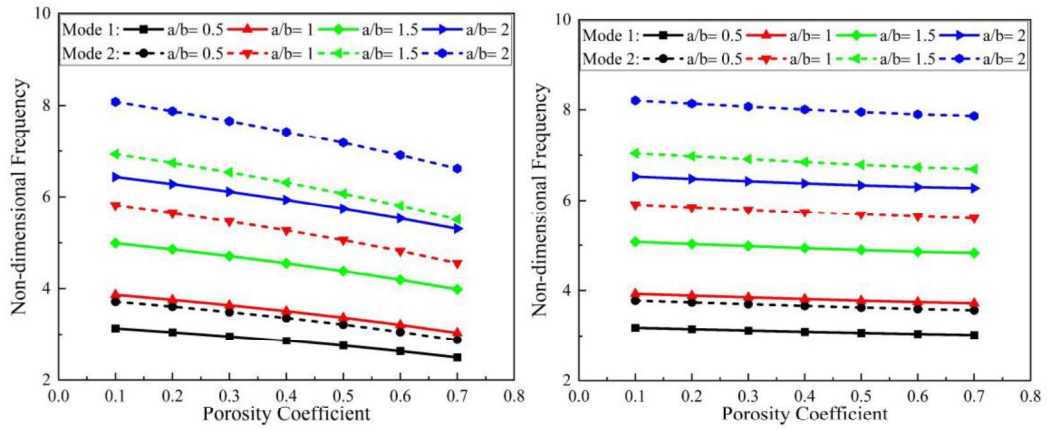 10
Mode 1: a/b= 0.5 a/b= 1 a/b= 1.5 a/b= 2
Mode 2: a/b= 0.5 a/b= 1 a/b= 1.5 a/b= 2
8
6
4
2
Non-dimensional Frequency
0.0 0.1 0.2 0.3 0.4 0.5 0.6 0.7 0.8
Porosity Coefficient
10
Mode 1: a/b= 0.5 a/b= 1 a/b= 1.5 a/b= 2
Mode 2: a/b= 0.5 a/b= 1 a/b= 1.5 a/b= 2
8
6
4
2
Non-dimensional Frequency
0.0 0.1 0.2 0.3 0.4 0.5 0.6 0.7 0.8
Porosity Coefficient